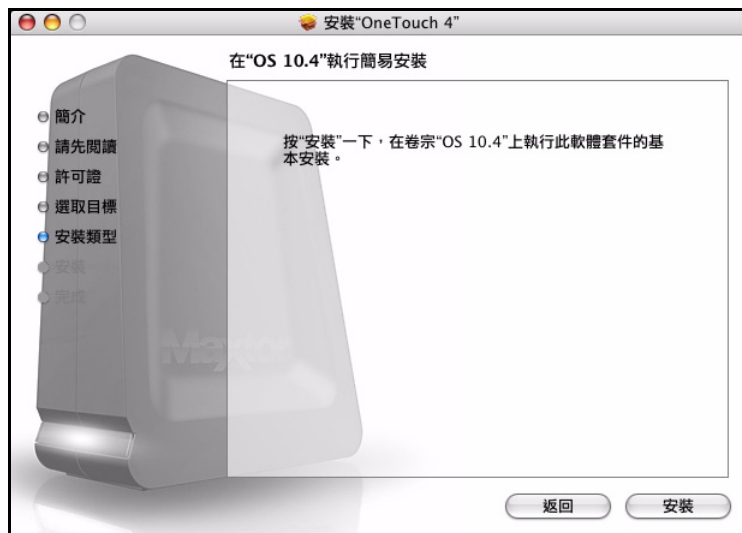 安裝“OneTouch 4”
在“OS 10.4”執行簡易安裝
簡介
請先閱讀
許可證
選取目標
安裝類型
安裝
完成
按“安裝”一下，在卷宗“OS 10.4”上執行此軟體套件的基
本安裝。
Maxtor
返回
安裝